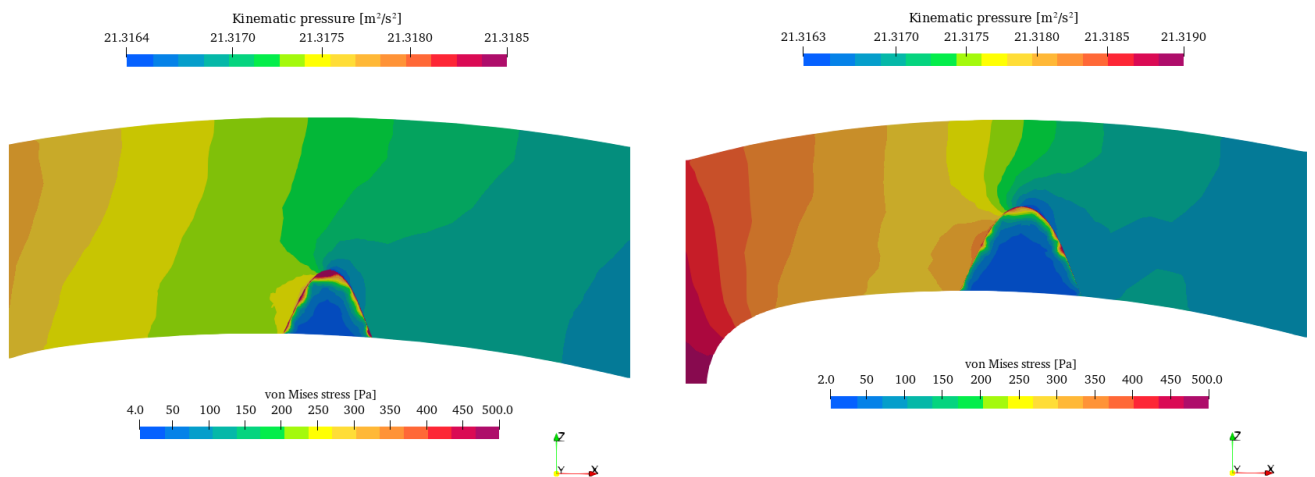 Kinematic pressure [m²/s²]
21.3164 21.3170 21.3175 21.3180 21.3185
von Mises stress [Pa]
4.0 50 100 150 200 250 300 350 400 450 500.0
Z
Y X
Kinematic pressure [m²/s²]
21.3163 21.3170 21.3175 21.3180 21.3185 21.3190
von Mises stress [Pa]
2.0 50 100 150 200 250 300 350 400 450 500.0
Z
Y X